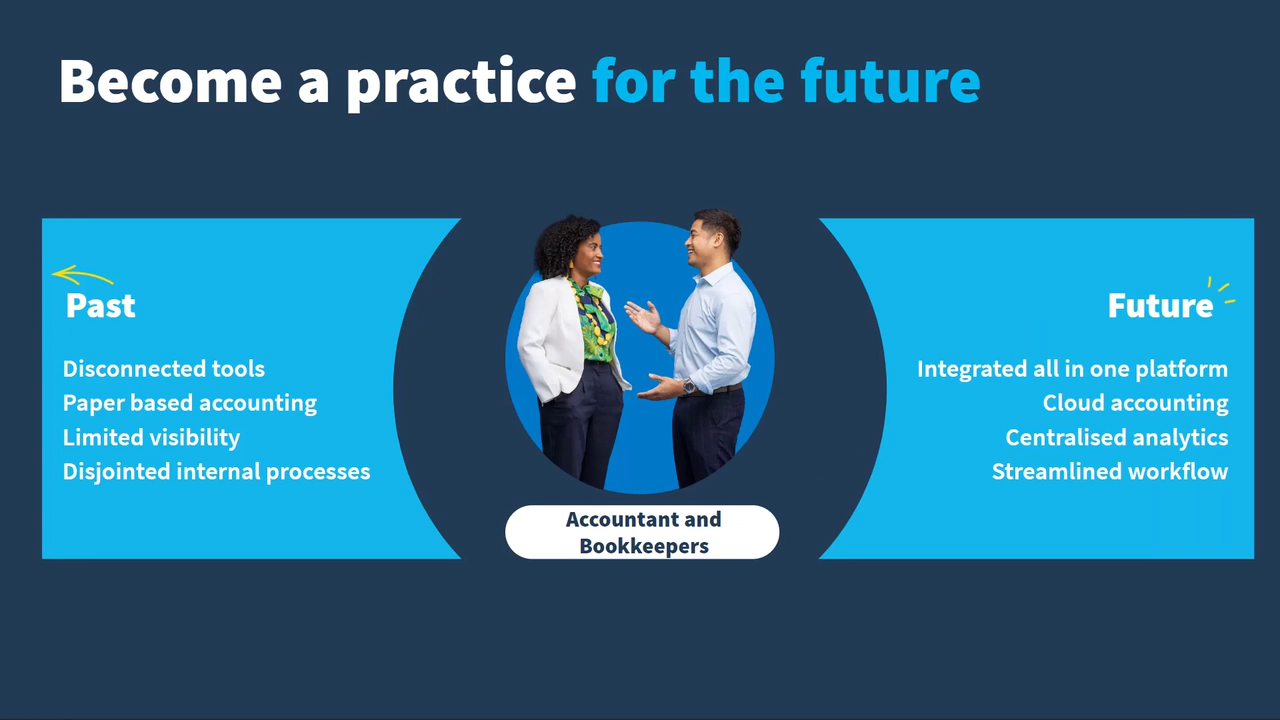 Become a practice for the future
Past
Disconnected tools
Paper based accounting
Limited visibility
Disjointed internal processes
Accountant and
Bookkeepers
Future
Integrated all in one platform
Cloud accounting
Centralised analytics
Streamlined workflow